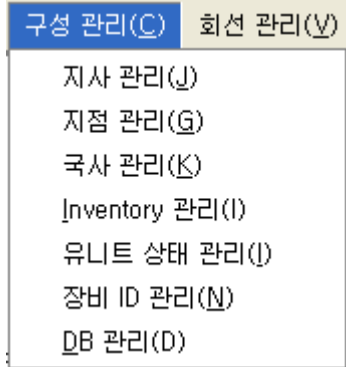 구성 관리(C) 회선 관리(V)
지사 관리(J)
지점 관리(G)
국사 관리(K)
Inventory 관리(I)
유니트 상태 관리(I)
장비 ID 관리(N)
DB 관리(D)